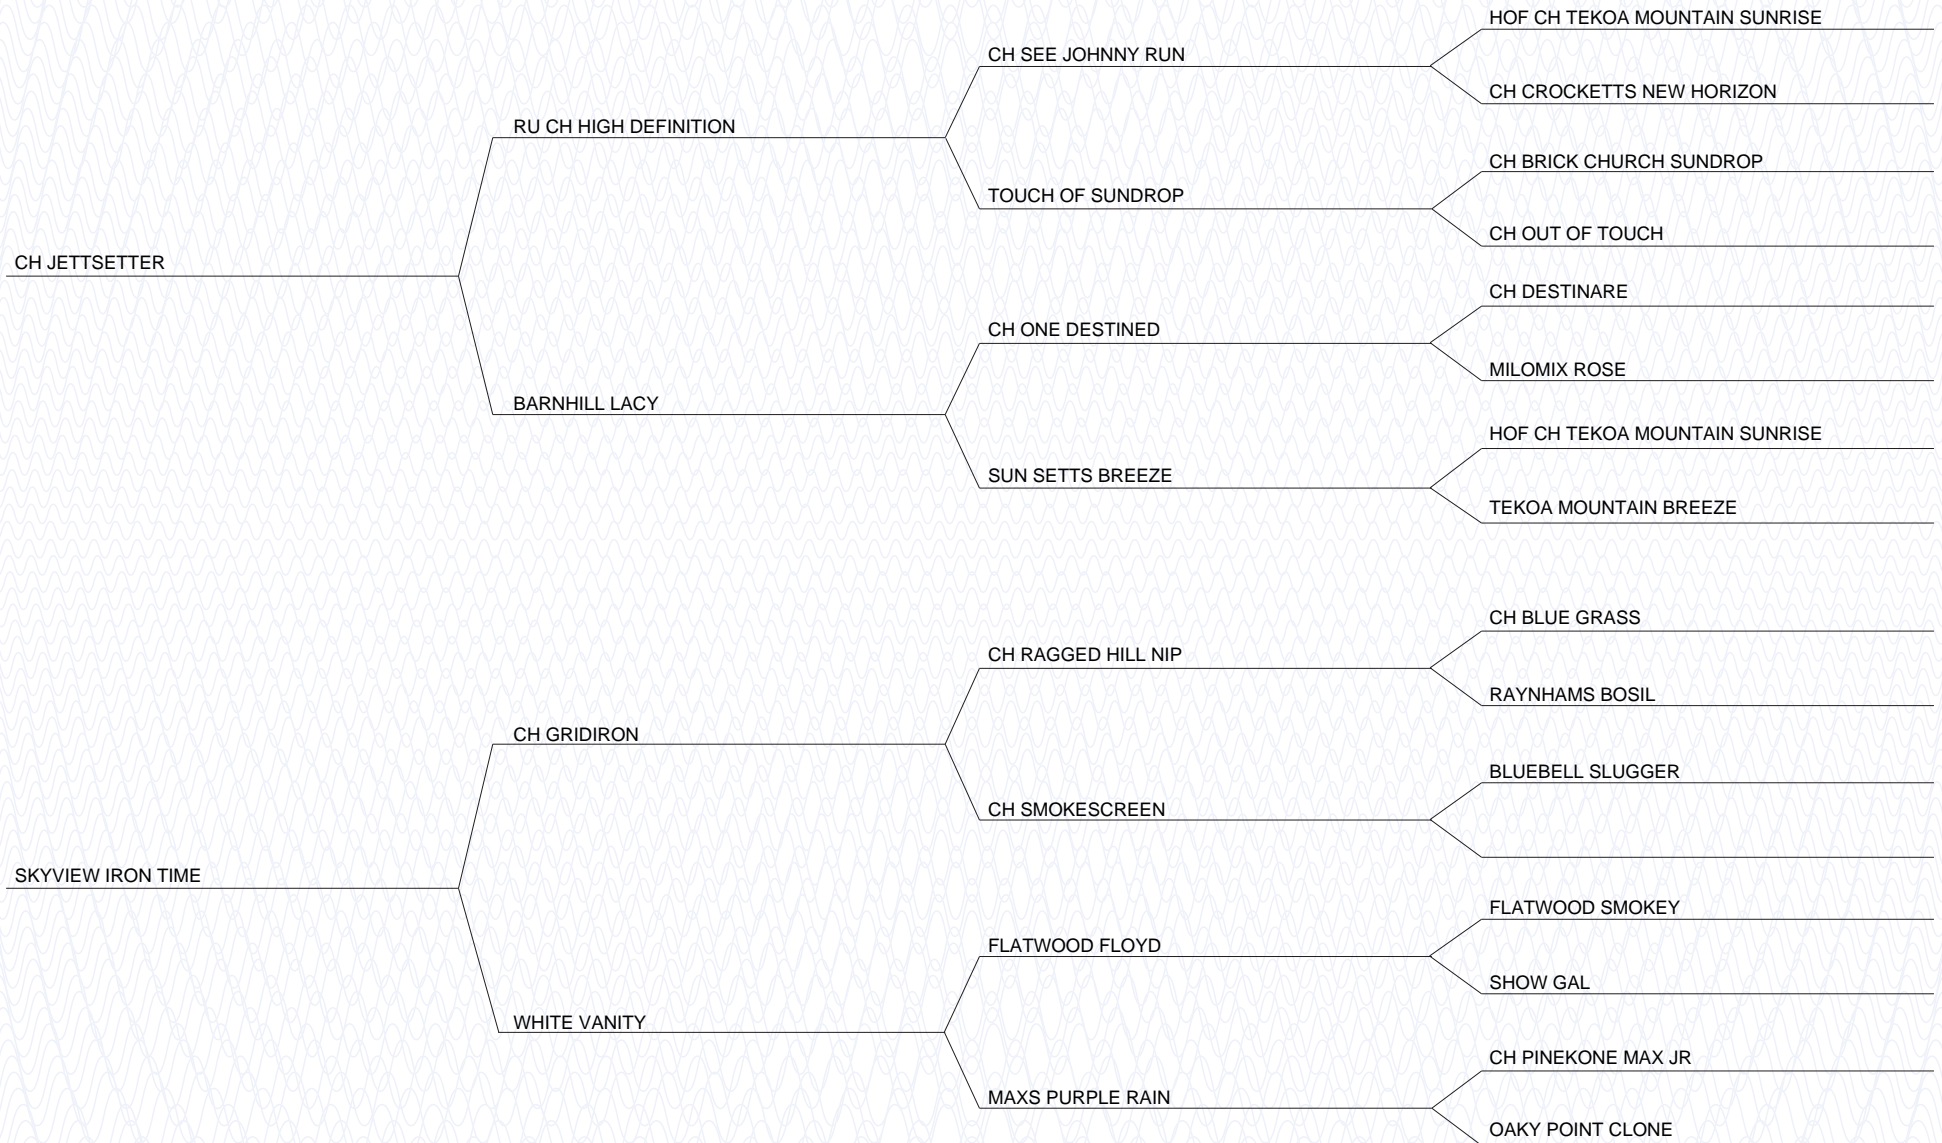 HOF CH TEKOA MOUNTAIN SUNRISE
CH SEE JOHNNY RUN
CH CROCKETTS NEW HORIZON
RU CH HIGH DEFINITION
CH BRICK CHURCH SUNDROP
TOUCH OF SUNDROP
CH OUT OF TOUCH
CH JETTSETTER
CH DESTINARE
CH ONE DESTINED
MILOMIX ROSE
BARNHILL LACY
HOF CH TEKOA MOUNTAIN SUNRISE
SUN SETTS BREEZE
TEKOA MOUNTAIN BREEZE
CH BLUE GRASS
CH RAGGED HILL NIP
RAYNHAMS BOSIL
CH GRIDIRON
BLUEBELL SLUGGER
CH SMOKESCREEN
SKYVIEW IRON TIME
FLATWOOD SMOKEY
FLATWOOD FLOYD
SHOW GAL
WHITE VANITY
CH PINEKONE MAX JR
MAXS PURPLE RAIN
OAKY POINT CLONE